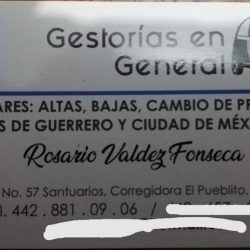 Gestorías en
General
ARES: ALTAS, BAJAS, CAMBIO DE PR
S DE GUERRERO Y CIUDAD DE MÉX
Rosario Valdez Fonseca
No. 57 Santuarios, Corregidora El Pueblito,
l. 442 . 881 . 09 . 06 /